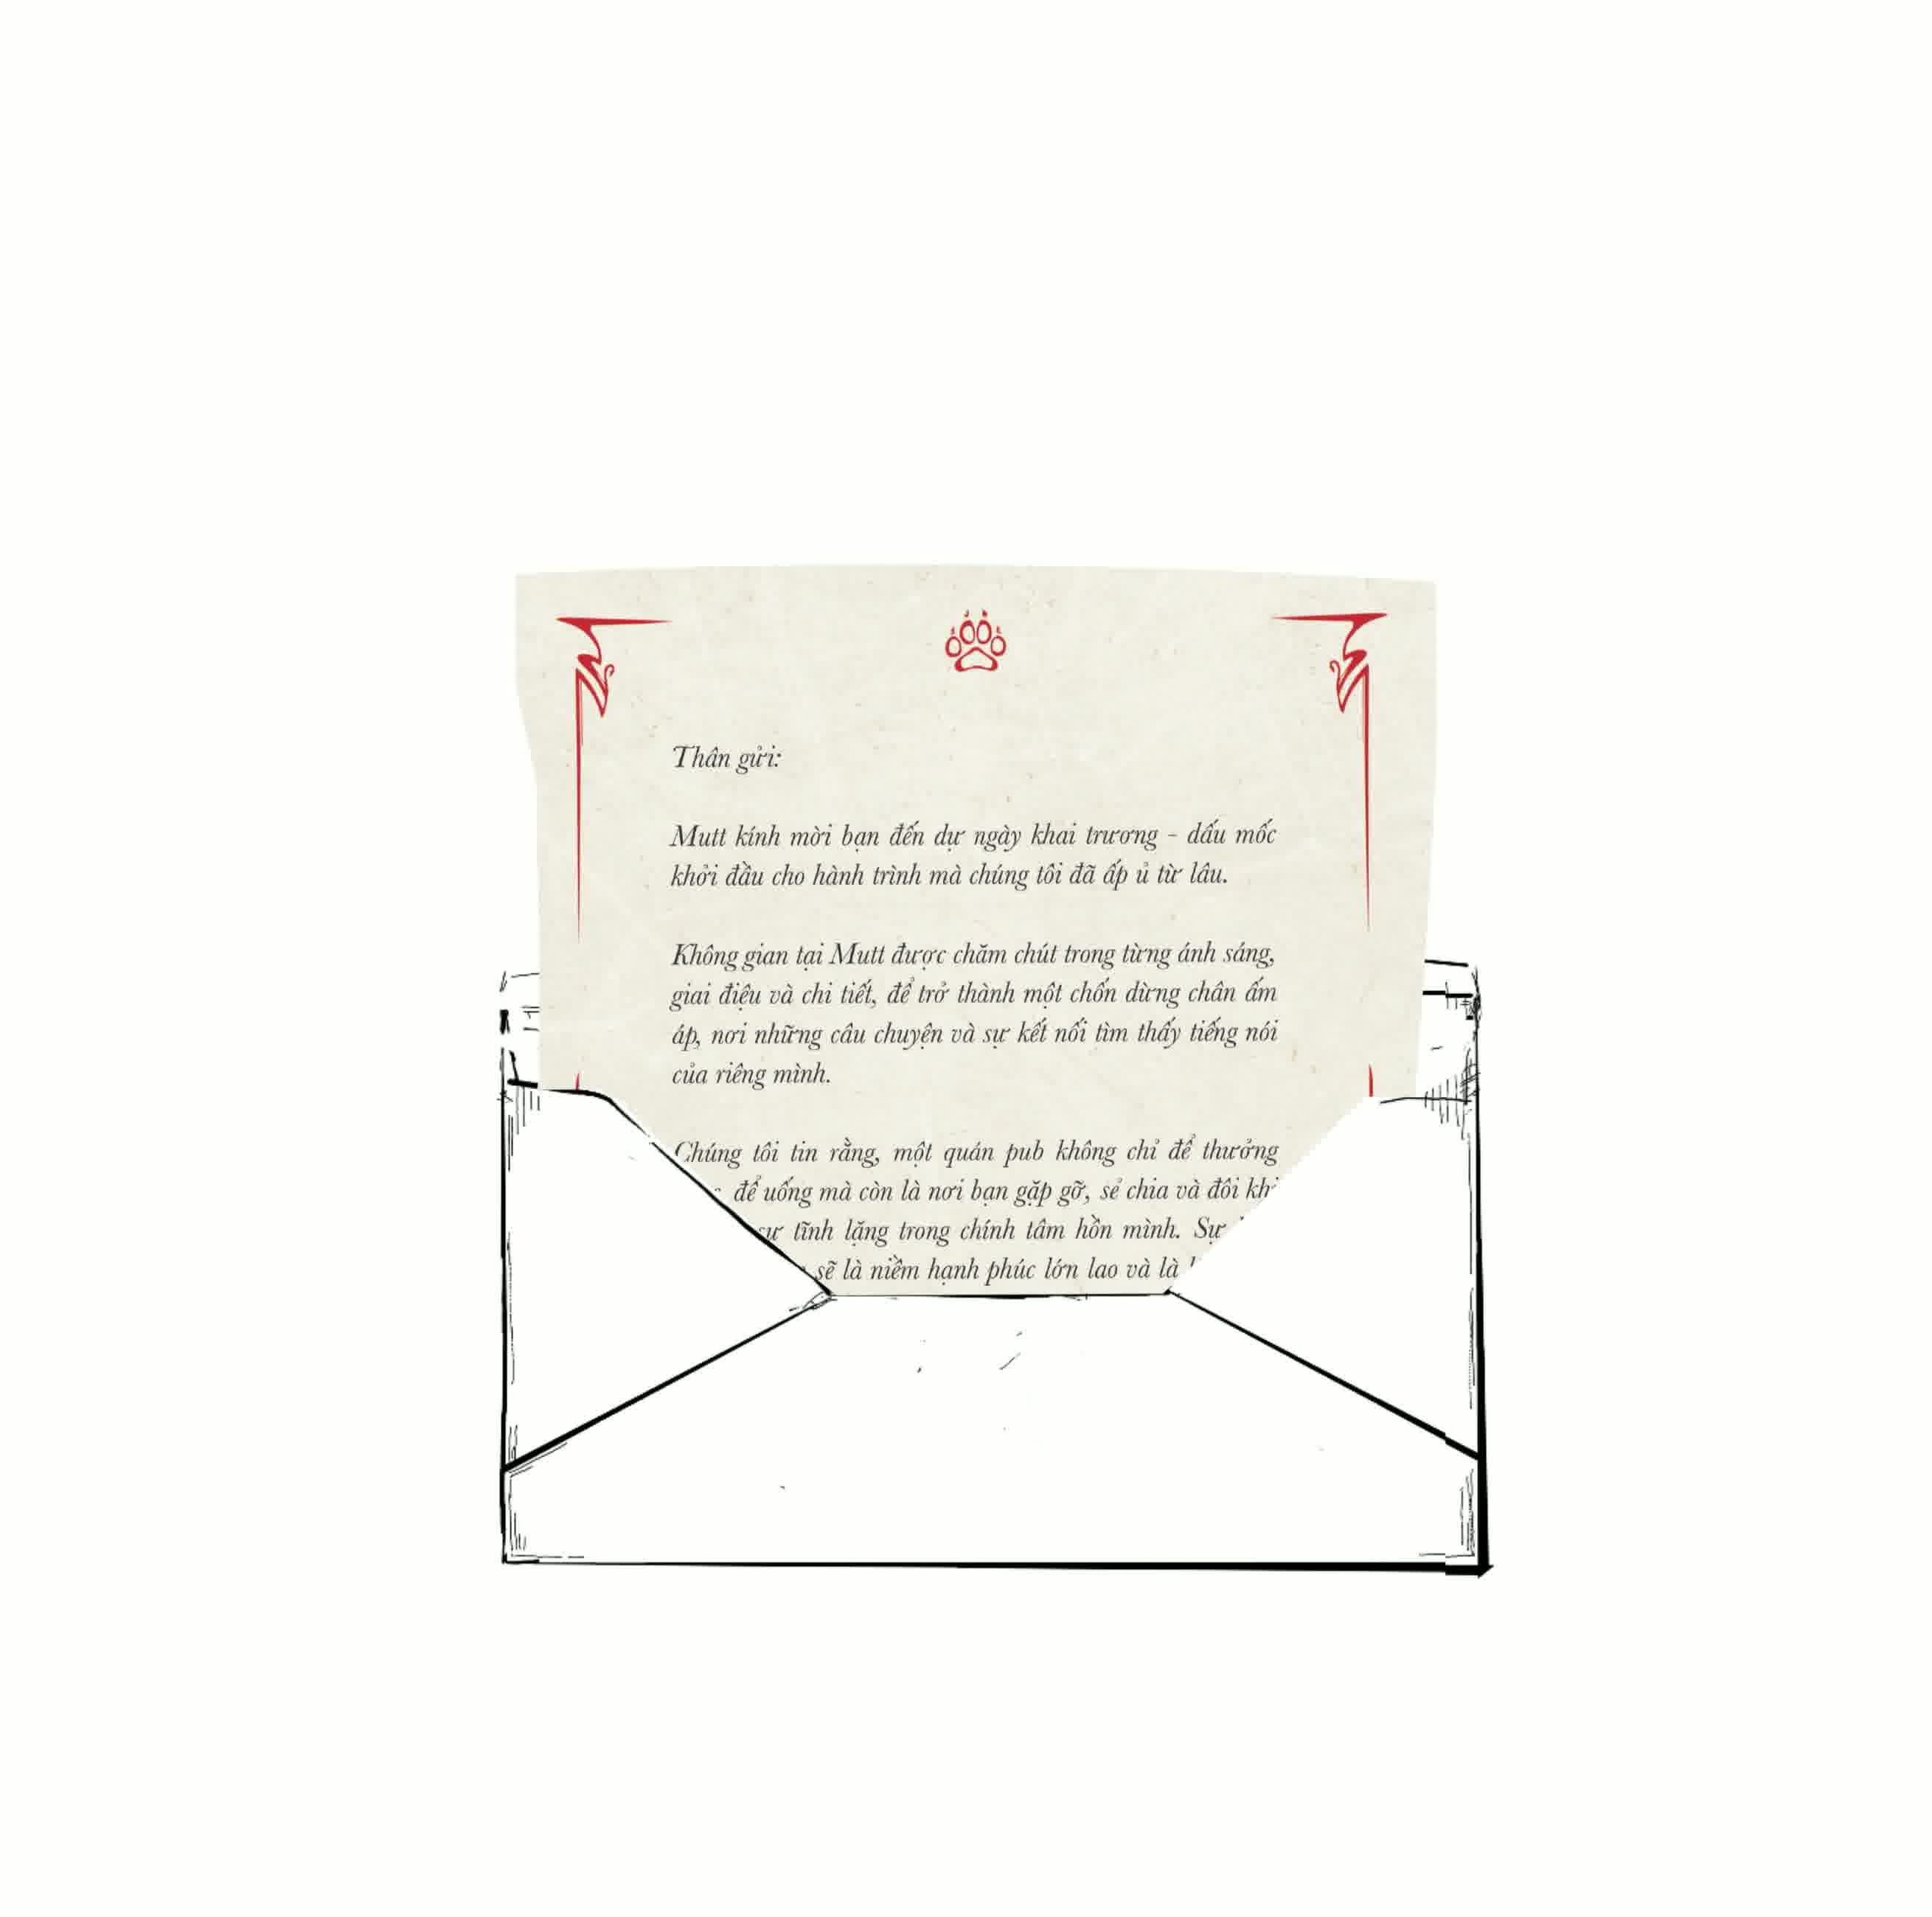 Thân gửi:
Mutt kính mời bạn đến dự ngày khai trương - dấu mốc
khởi đầu cho hành trình mà chúng tôi đã ấp ủ từ lâu.
Không gian tại Mutt được chăm chút trong từng ánh sáng,
giai điệu và chi tiết, để trở thành một chốn dừng chân ấm
áp, nơi những câu chuyện và sự kết nối tìm thấy tiếng nói
của riêng mình.
Chúng tôi tin rằng, một quán pub không chỉ để thưởng
để uống mà còn là nơi bạn gặp gỡ, sẻ chia và đôi
sự tĩnh lặng trong chính tâm hồn mình. Sự
sẽ là niềm hạnh phúc lớn lao và là